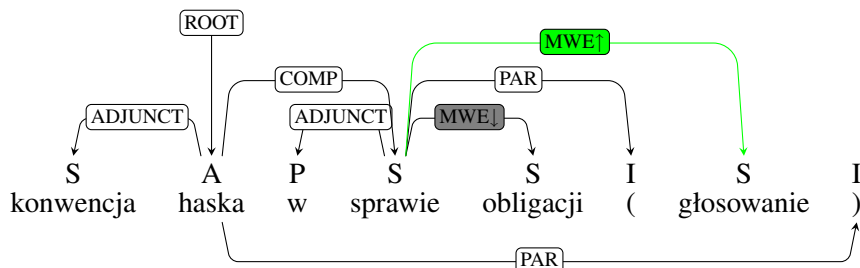 ROOT
MWE↑
COMP PAR
ADJUNCT ADJUNCT MWE↓
S A P S S I S I
konwencja haska w sprawie obligacji ( głosowanie )
PAR